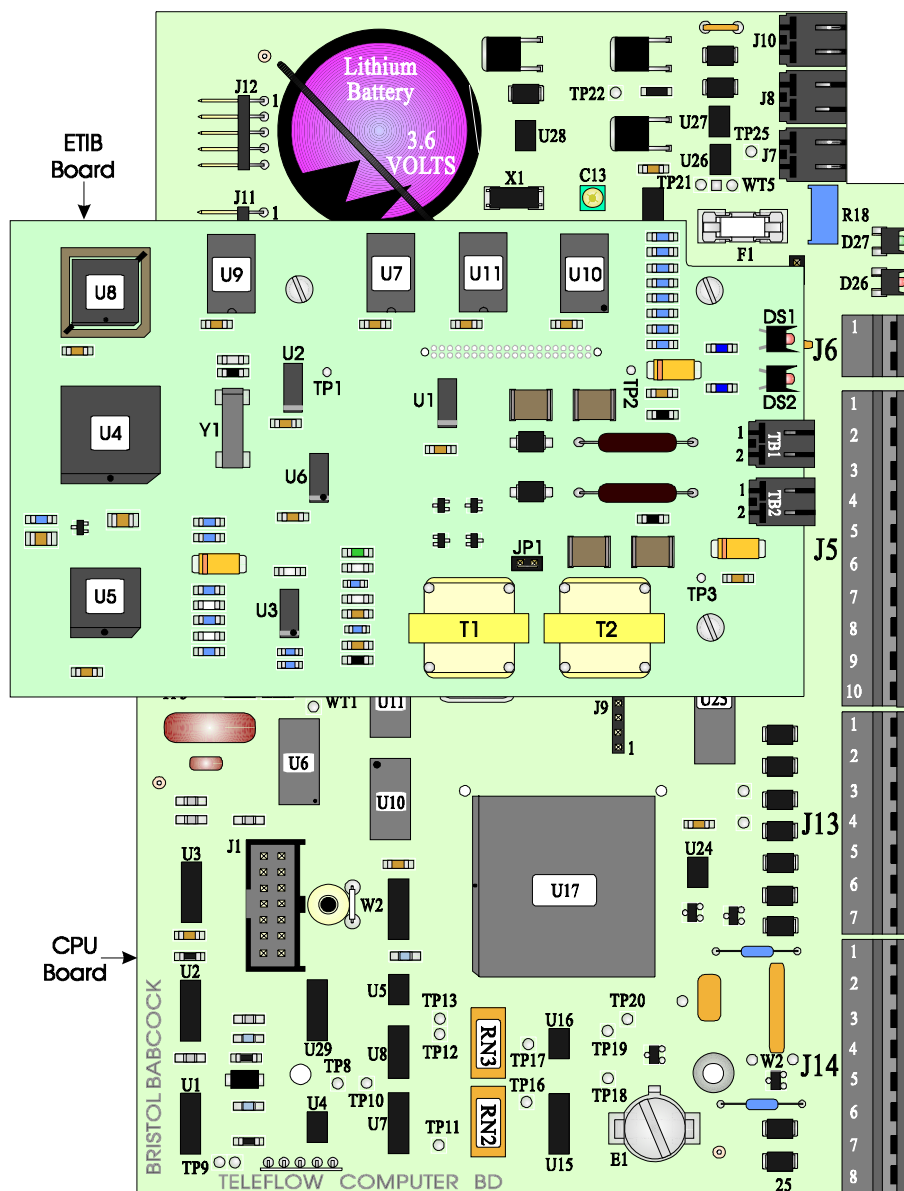 J10
Lithium
Battery
J12
1
J8
TP22
U27
TP25
3.6
VOLTS
U28
J7
ETIB
Board
U26
X1
C13
TP21
WT5
J11
1
R18
F1
D27
D26
U8
U9
U7
U11
U10
DS1
1
J6
U2
TP1
TP2
DS2
U1
1
U4
Y1
1
2
TB1
2
U6
3
1
2
TB2
4
5
J5
JP1
6
U5
U3
TP3
7
T1
T2
8
9
10
WT1
U11
J9
U25
1
1
U6
2
U10
3
4
J13
J1
U3
U24
5
W2
U17
6
7
CPU
Board
1
U2
U5
2
TP13
TP20
U16
3
RN3
U29
TP12
TP17
TP19
U8
W2
4
J14
TP8
TP10
5
U1
TP16
TP18
U4
U7
RN2
6
TP11
E1
7
U15
TP9
8
25
BRISTOL BABCOCK
TELEFLOW COMPUTER BD